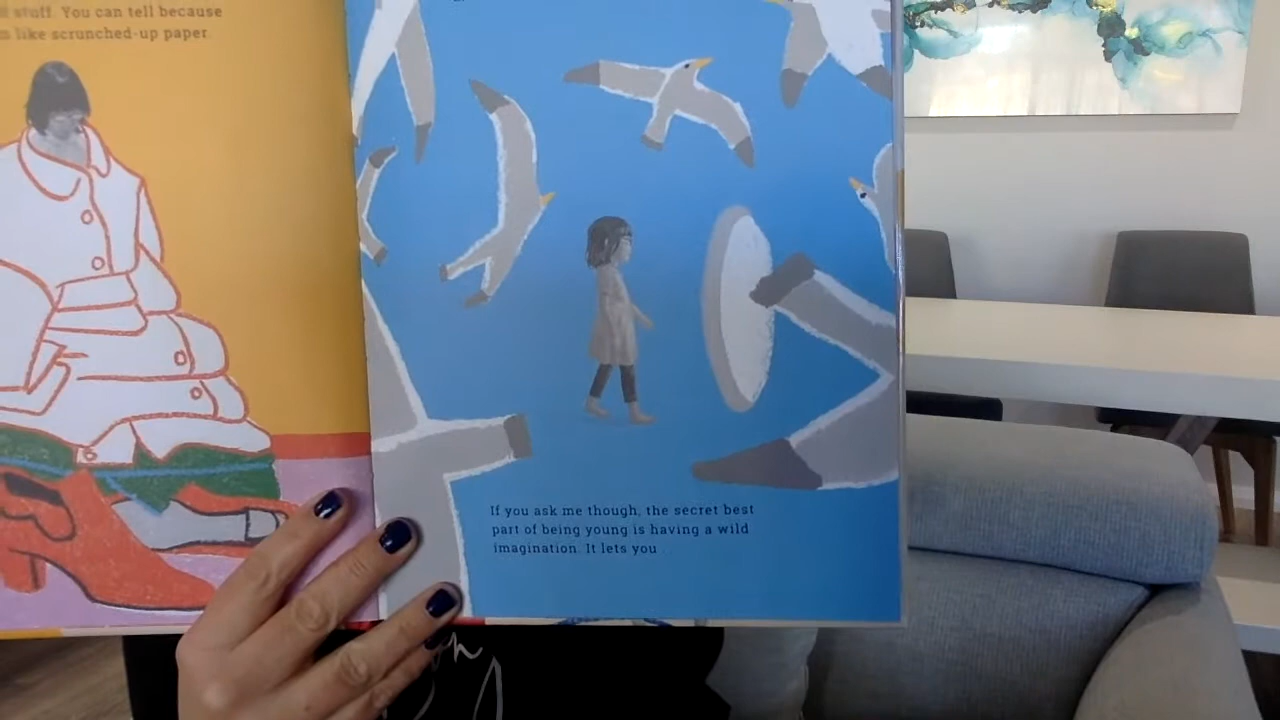 stuff. You can tell because
like scrunched-up paper.
If you ask me though, the secret best
part of being young is having a wild
imagination. It lets you . . .